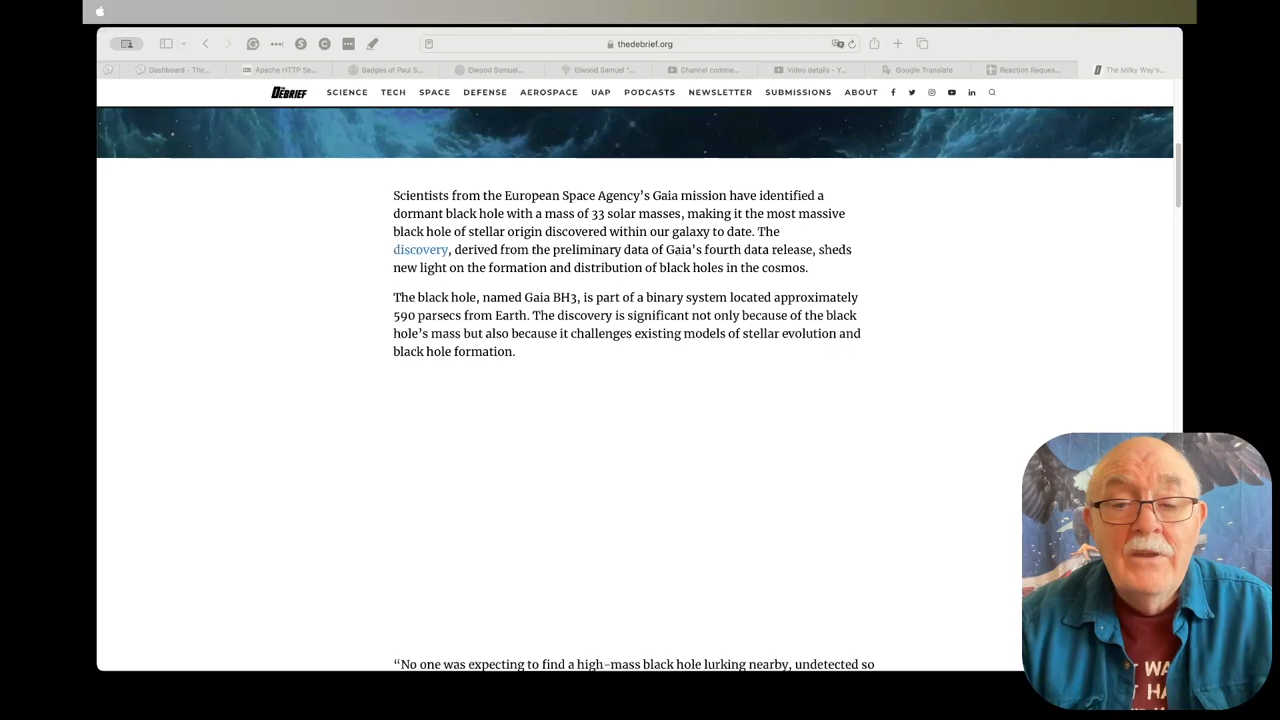 thedebrief.org
Dashboard - The...
Apache HTTP Se...
Badges of Paul S...
Elwood Samuel...
Elwood Samuel "...
Channel comme...
Video details - Y...
Google Translate
Reaction Reques...
The Milky Way's...
THE DEBRIEF
SCIENCE TECH SPACE DEFENSE AEROSPACE UAP PODCASTS NEWSLETTER SUBMISSIONS ABOUT
Scientists from the European Space Agency’s Gaia mission have identified a
dormant black hole with a mass of 33 solar masses, making it the most massive
black hole of stellar origin discovered within our galaxy to date. The
discovery, derived from the preliminary data of Gaia’s fourth data release, sheds
new light on the formation and distribution of black holes in the cosmos.
The black hole, named Gaia BH3, is part of a binary system located approximately
590 parsecs from Earth. The discovery is significant not only because of the black
hole’s mass but also because it challenges existing models of stellar evolution and
black hole formation.
“No one was expecting to find a high-mass black hole lurking nearby, undetected so